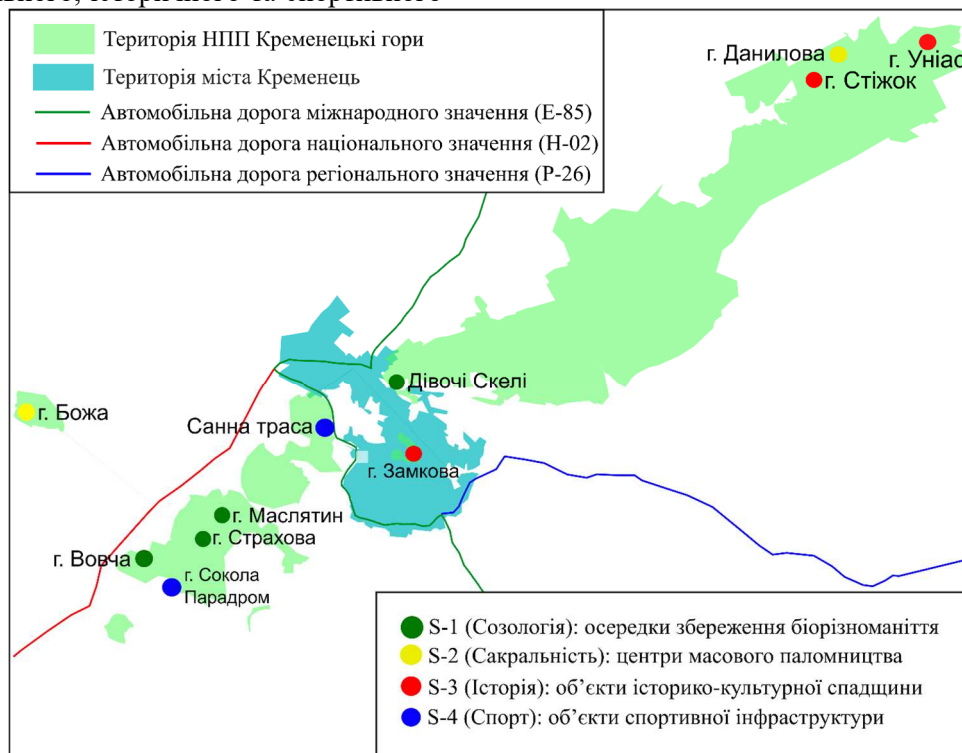 Територія НПП Кременецькі гори
Територія міста Кременець
Автомобільна дорога міжнародного значення (Е-85)
Автомобільна дорога національного значення (Н-02)
Автомобільна дорога регіонального значення (Р-26)
г. Данилова
г. Уніас
г. Стіжок
Дівочі Скелі
г. Божа
Санна траса
г. Замкова
г. Маслятин
г. Страхова
г. Вовча
г. Сокола
Парадром
S-1 (Созологія): осередки збереження біорізноманіття
S-2 (Сакральність): центри масового паломництва
S-3 (Історія): об’єкти історико-культурної спадщини
S-4 (Спорт): об’єкти спортивної інфраструктури